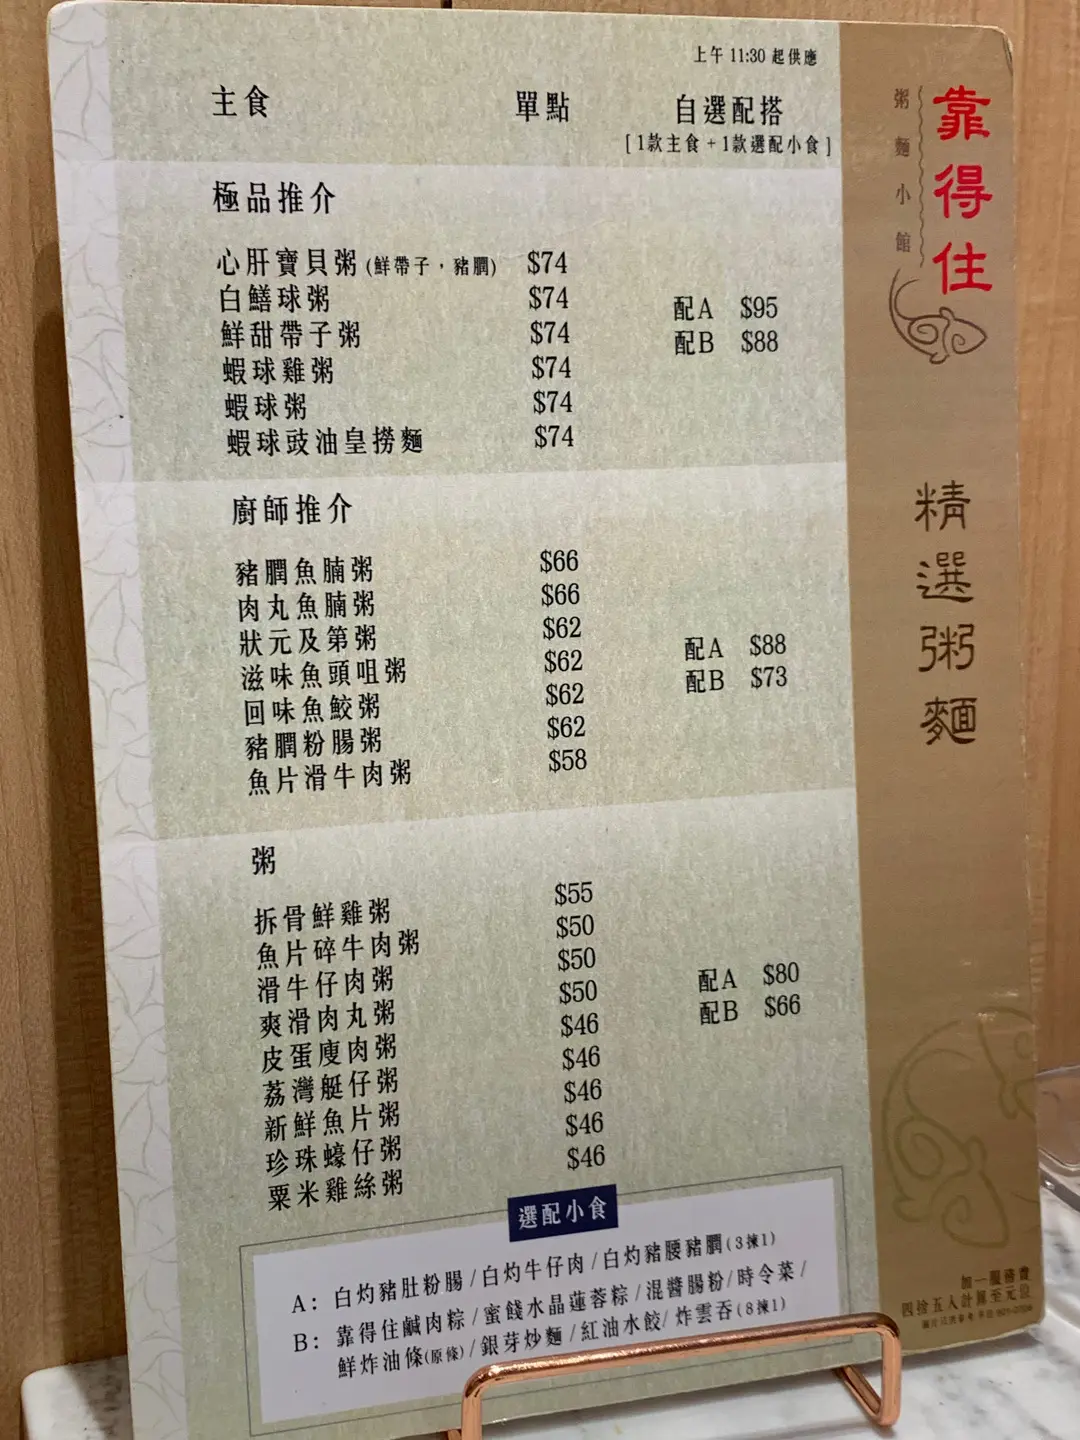 上午 11:30 起供應
主食 單點 自選配搭
[ 1款主食 + 1款選配小食 ]
極品推介
心肝寶貝粥 (鮮帶子，豬膶) $74
白鱔球粥 $74
鮮甜帶子粥 $74
蝦球雞粥 $74
蝦球粥 $74
蝦球豉油皇撈麵 $74
配A $95
配B $88
廚師推介
豬膶魚腩粥 $66
肉丸魚腩粥 $66
狀元及第粥 $62
滋味魚頭咀粥 $62
回味魚鮫粥 $62
豬膶粉腸粥 $62
魚片滑牛肉粥 $58
配A $88
配B $73
粥
拆骨鮮雞粥 $55
魚片碎牛肉粥 $50
滑牛仔肉粥 $50
爽滑肉丸粥 $50
皮蛋廋肉粥 $46
荔灣艇仔粥 $46
新鮮魚片粥 $46
珍珠蠔仔粥 $46
粟米雞絲粥 $46
配A $80
配B $66
選配小食
A: 白灼豬肚粉腸 / 白灼牛仔肉 / 白灼豬腰豬膶 (3揀1)
B: 靠得住鹹肉粽 / 蜜餞水晶蓮蓉粽 / 混醬腸粉 / 時令菜 /
鮮炸油條(原條) / 銀芽炒麵 / 紅油水餃 / 炸雲吞 (8揀1)
靠得住
粥麵小館
精選粥麵
加一服務費
四捨五入計算至元位